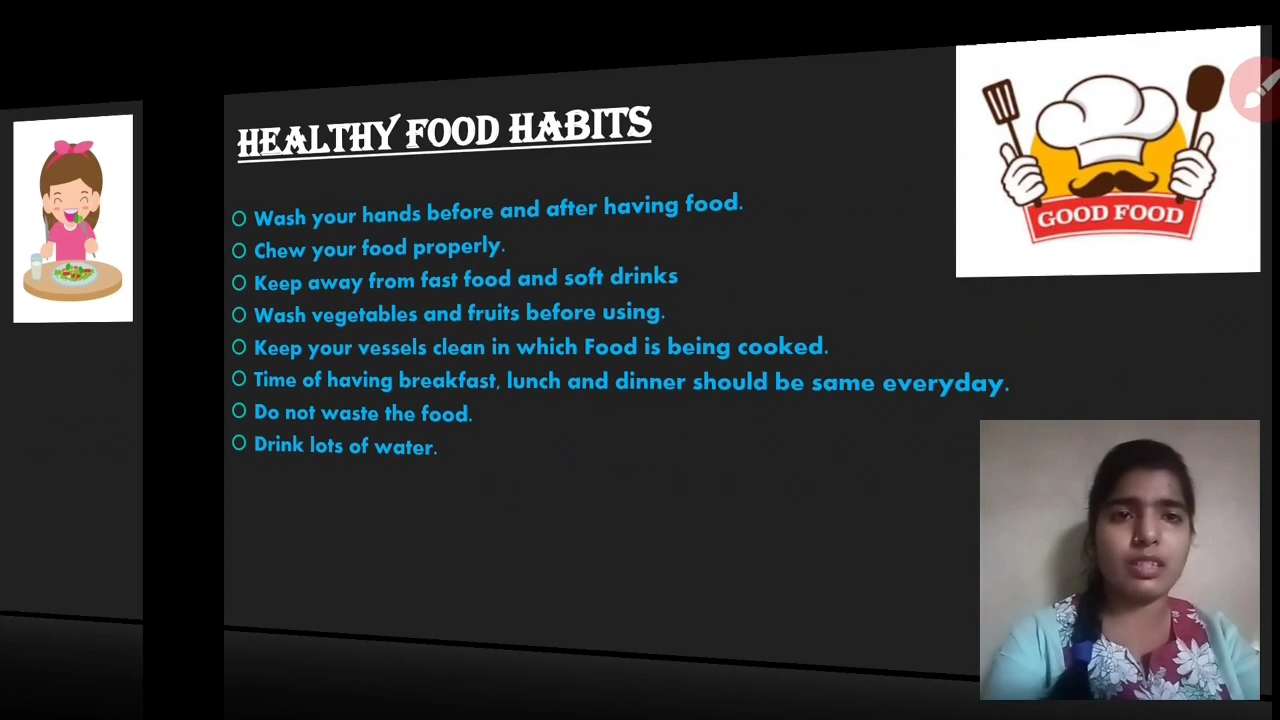 HEALTHY FOOD HABITS
Wash your hands before and after having food.
Chew your food properly.
Keep away from fast food and soft drinks
Wash vegetables and fruits before using.
Keep your vessels clean in which Food is being cooked.
Time of having breakfast, lunch and dinner should be same everyday.
Do not waste the food.
Drink lots of water.
GOOD FOOD